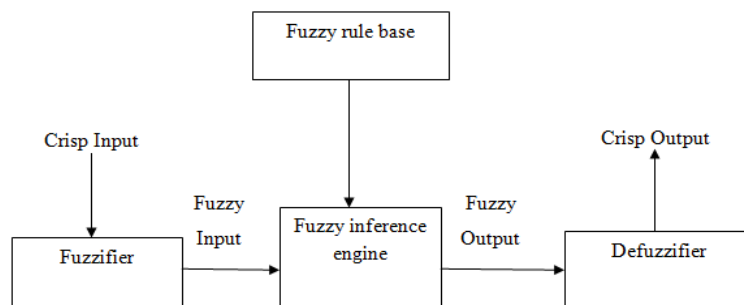 Fuzzy rule base
Crisp Input
Crisp Output
Fuzzy
Input
Fuzzy inference
engine
Fuzzy
Output
Fuzzifier
Defuzzifier